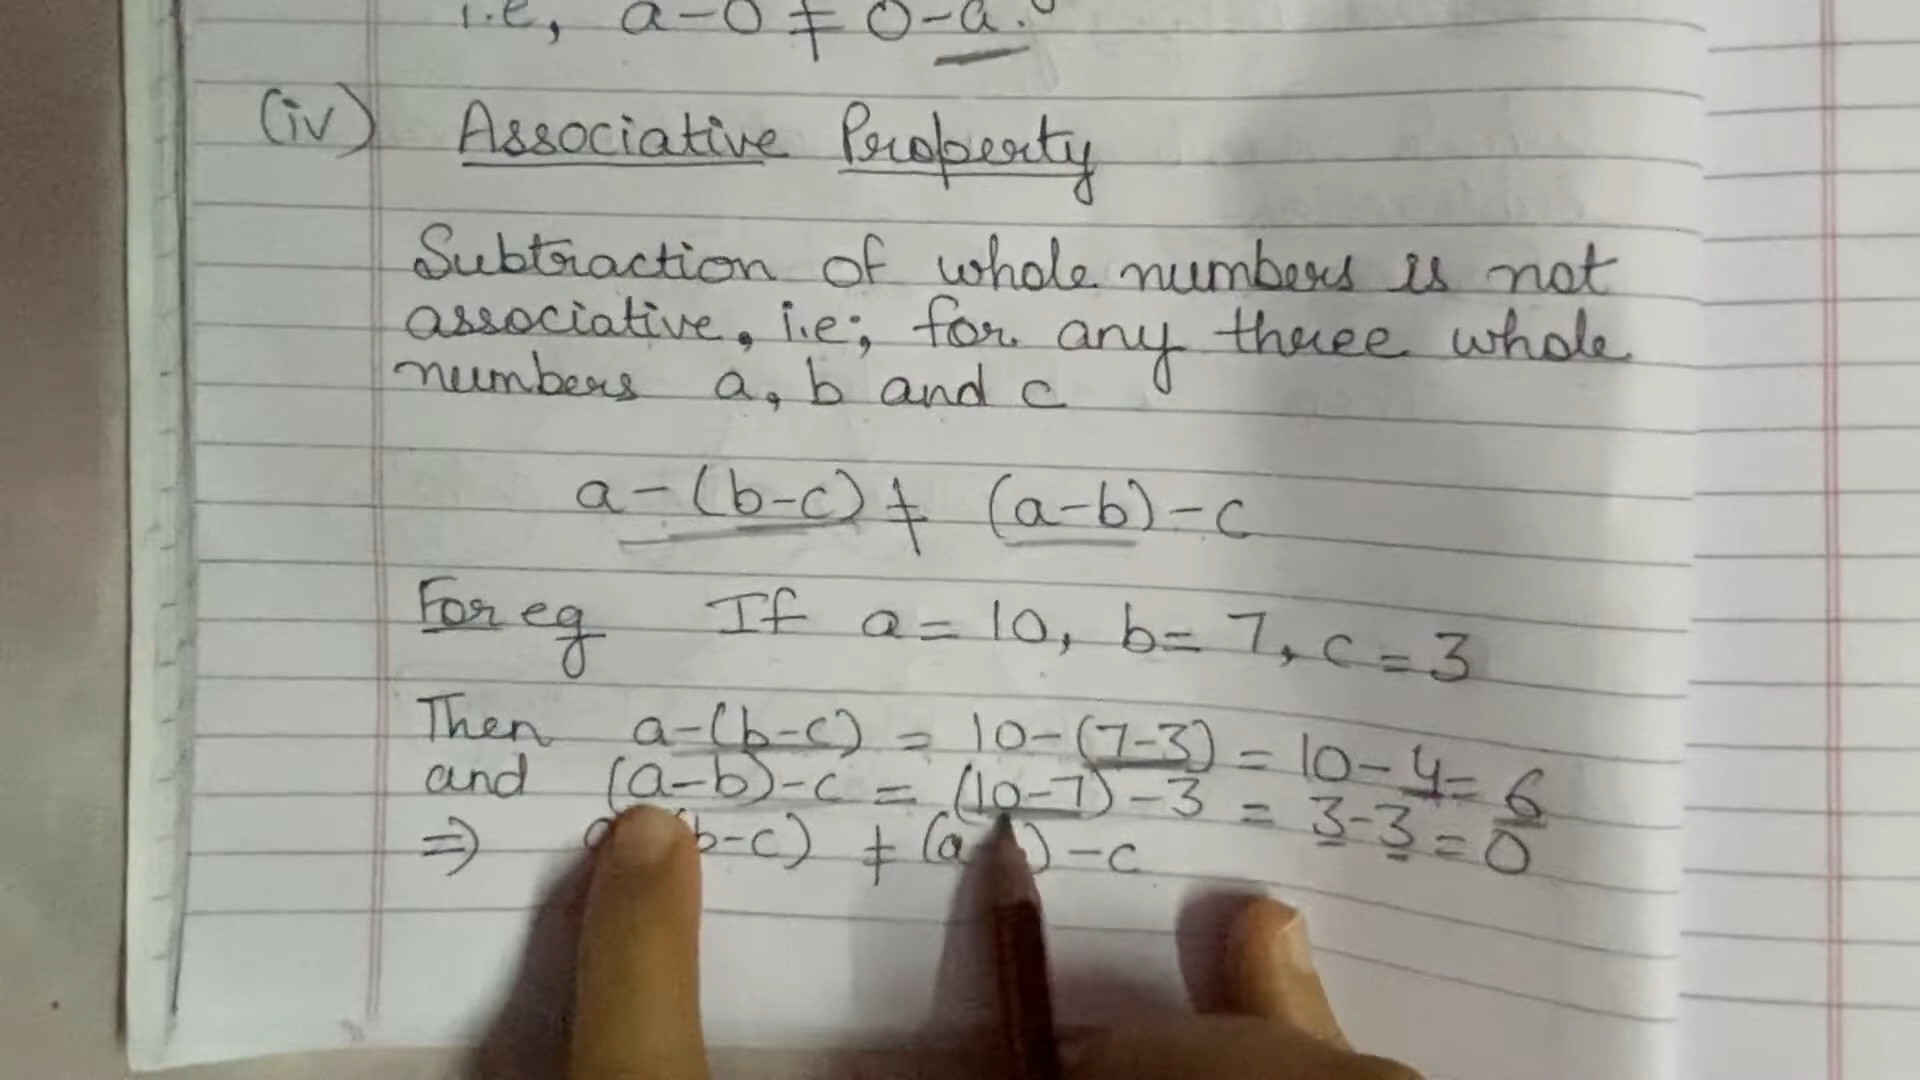 i.e, a-0 ≠ 0-a.
(iv) Associative Property
Subtraction of whole numbers is not
associative, i.e; for any three whole
numbers a, b and c
a-(b-c) ≠ (a-b)-c
For eg If a = 10, b = 7, c = 3
Then a-(b-c) = 10-(7-3) = 10-4 = 6
and (a-b)-c = (10-7)-3 = 3-3 = 0
⇒ b-c) ≠ (a )-c